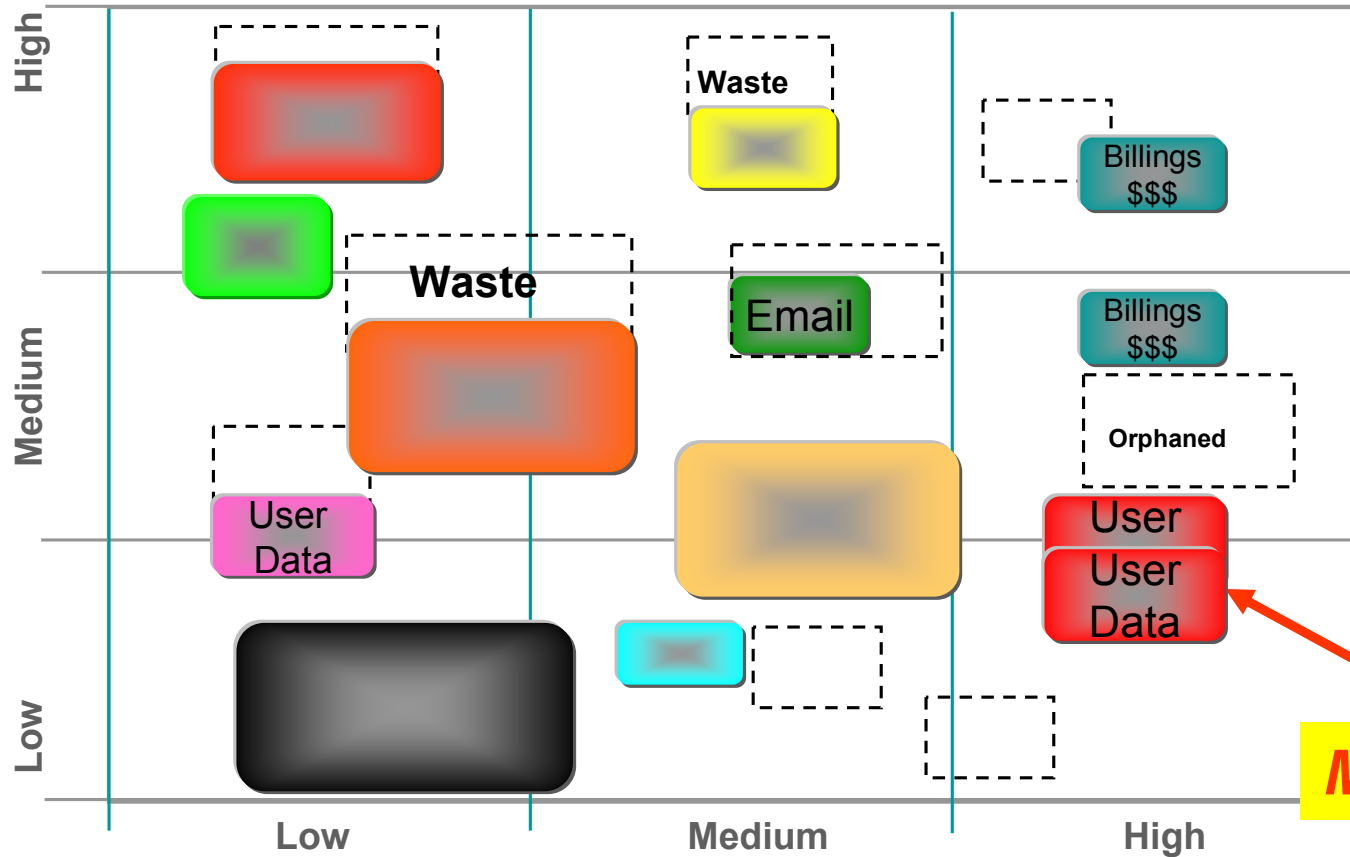 High
Waste
Billings
$$$
Waste
Medium
Email
Billings
$$$
Orphaned
User
Data
User
User
Data
Low
M
Low
Medium
High